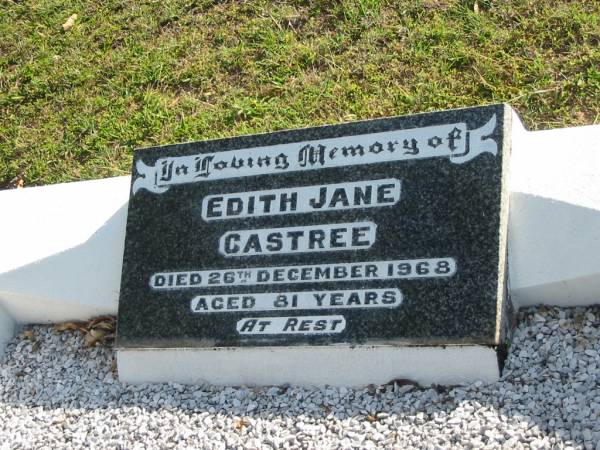 In Loving Memory of
EDITH JANE
CASTREE
DIED 26TH DECEMBER 1968
AGED 81 YEARS
AT REST